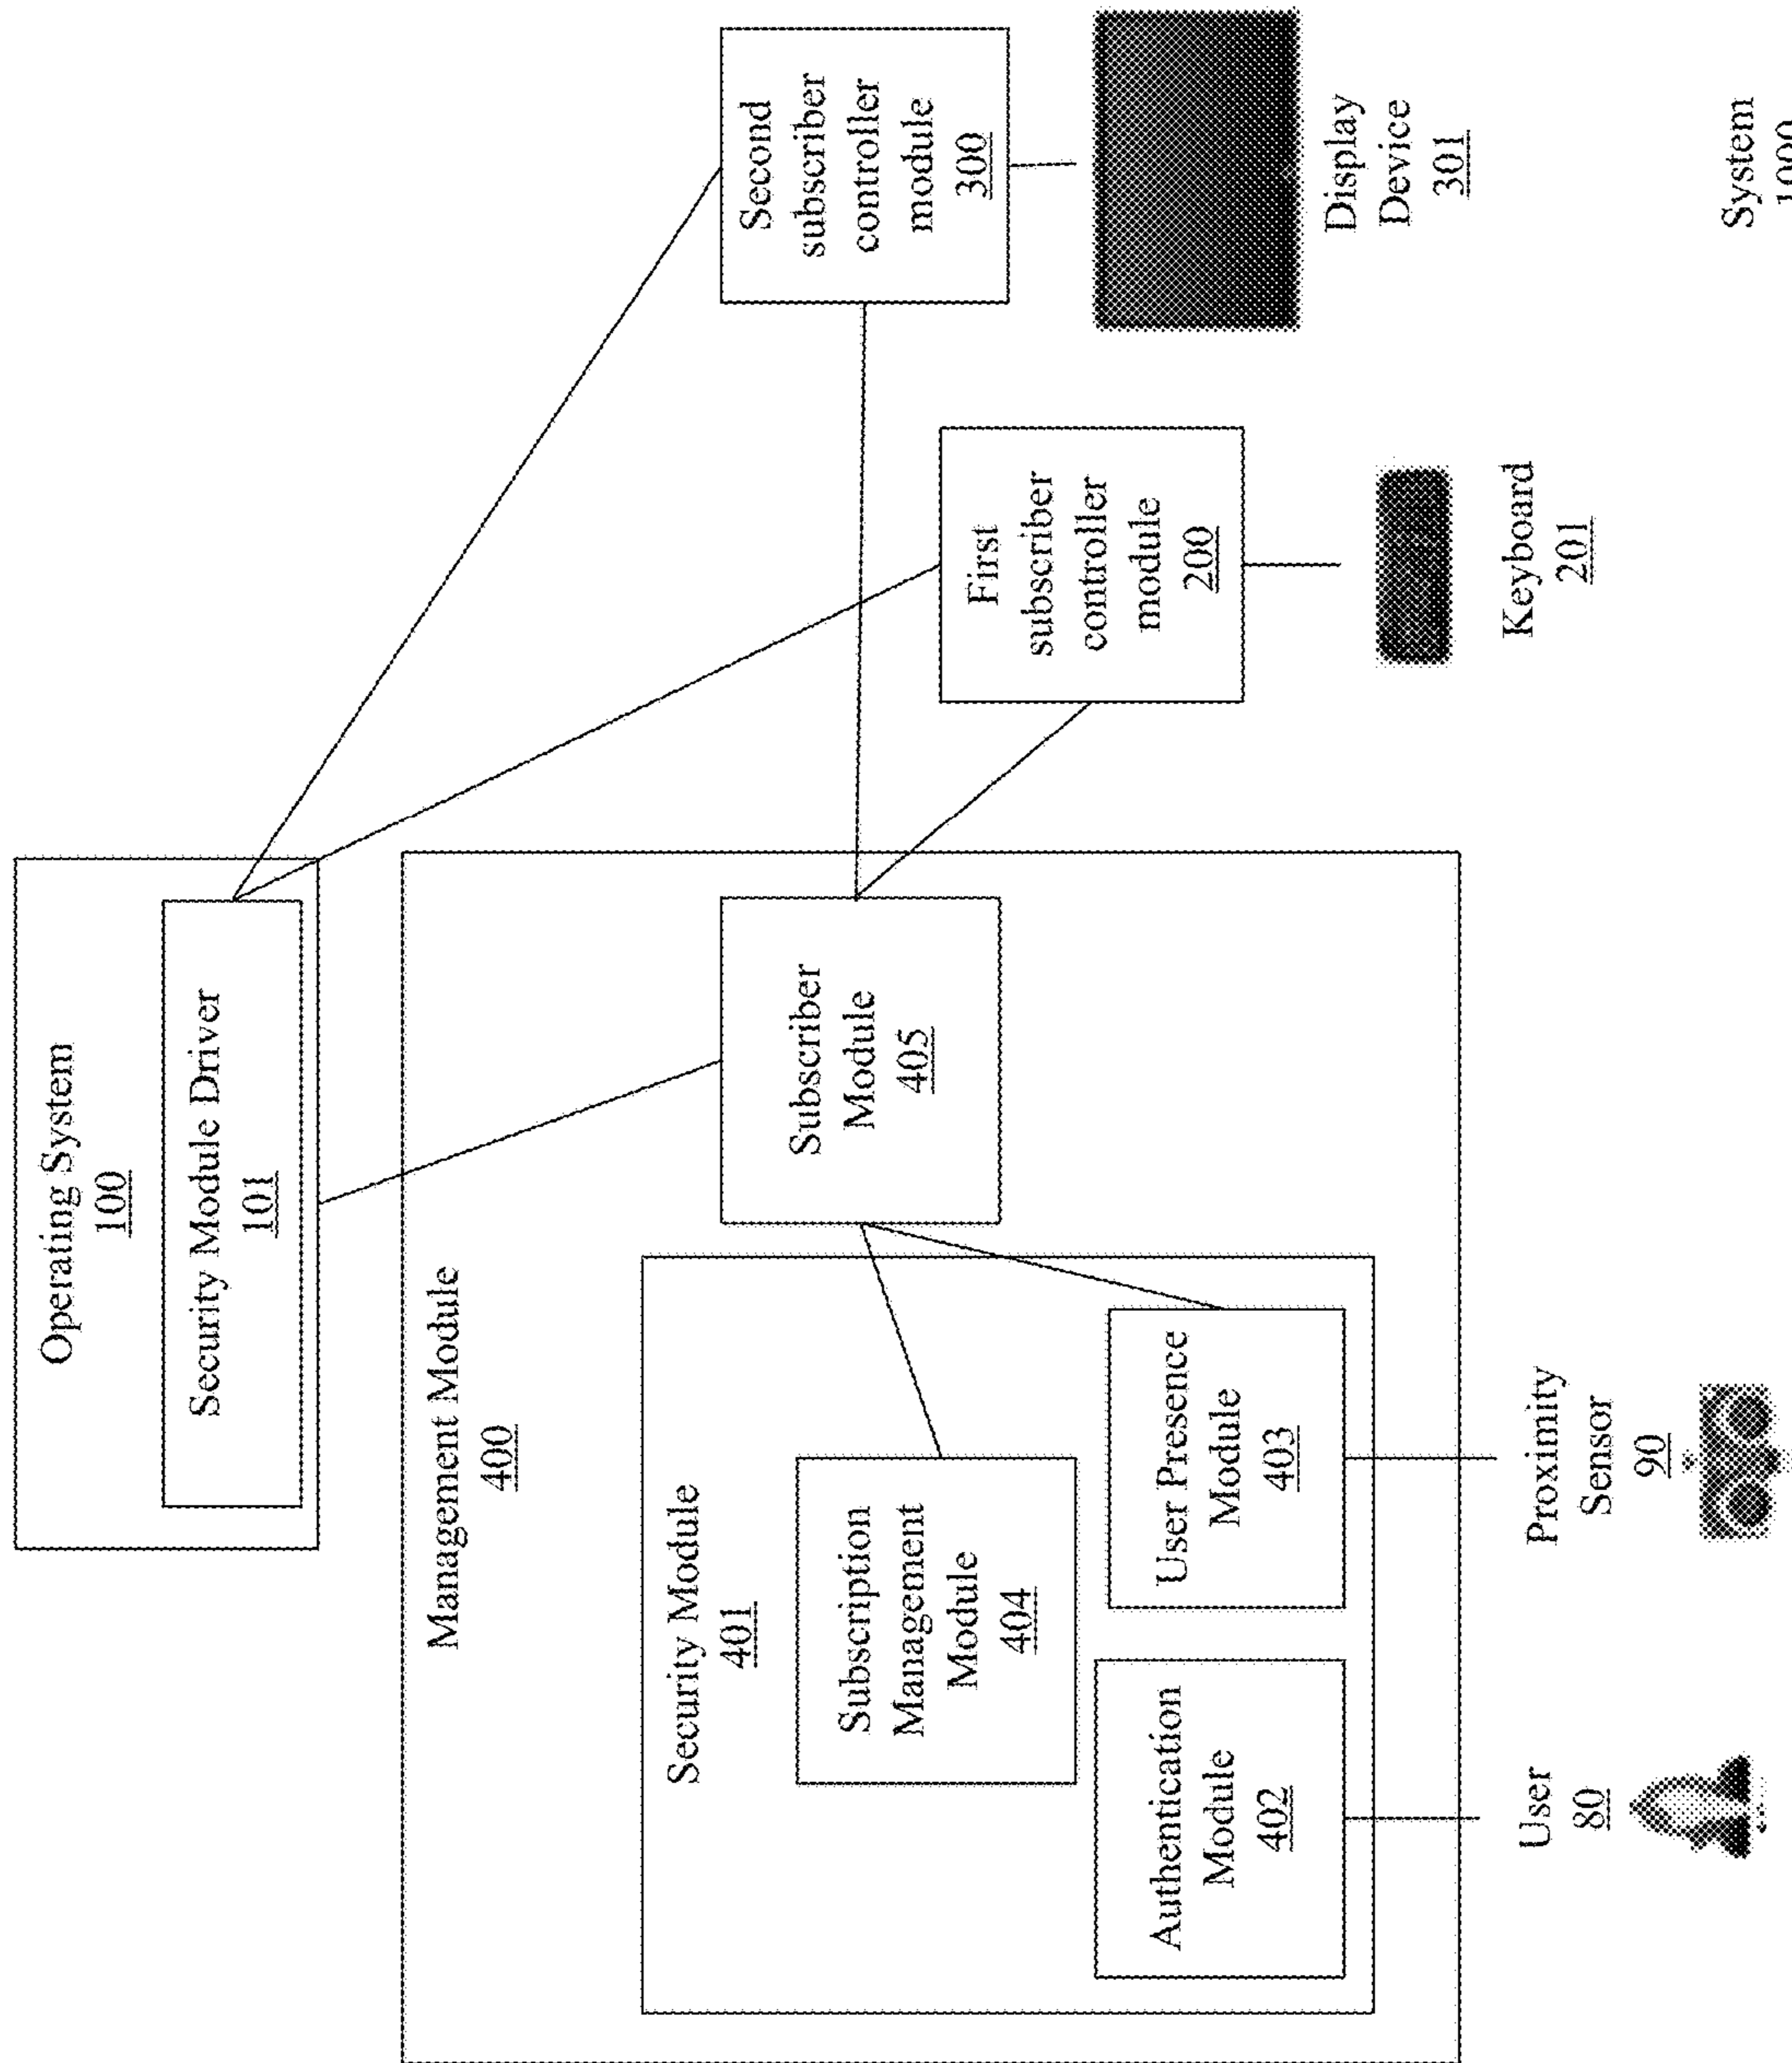 Operating System
100
Security Module Driver
101
Management Module
400
Security Module
401
Subscription
Management
Module
404
Authentication
Module
402
User Presence
Module
403
Subscriber
Module
405
First
subscriber
controller
module
200
Second
subscriber
controller
module
300
User
80
Proximity
Sensor
90
Keyboard
201
Display
Device
301
System